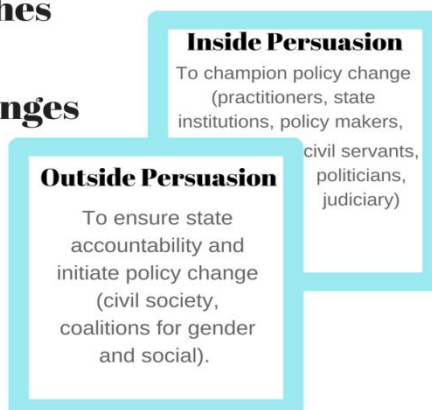 hes
nges
Inside Persuasion
To champion policy change
(practitioners, state
institutions, policy makers,
civil servants,
politicians,
judiciary)
Outside Persuasion
To ensure state
accountability and
initiate policy change
(civil society,
coalitions for gender
and social).